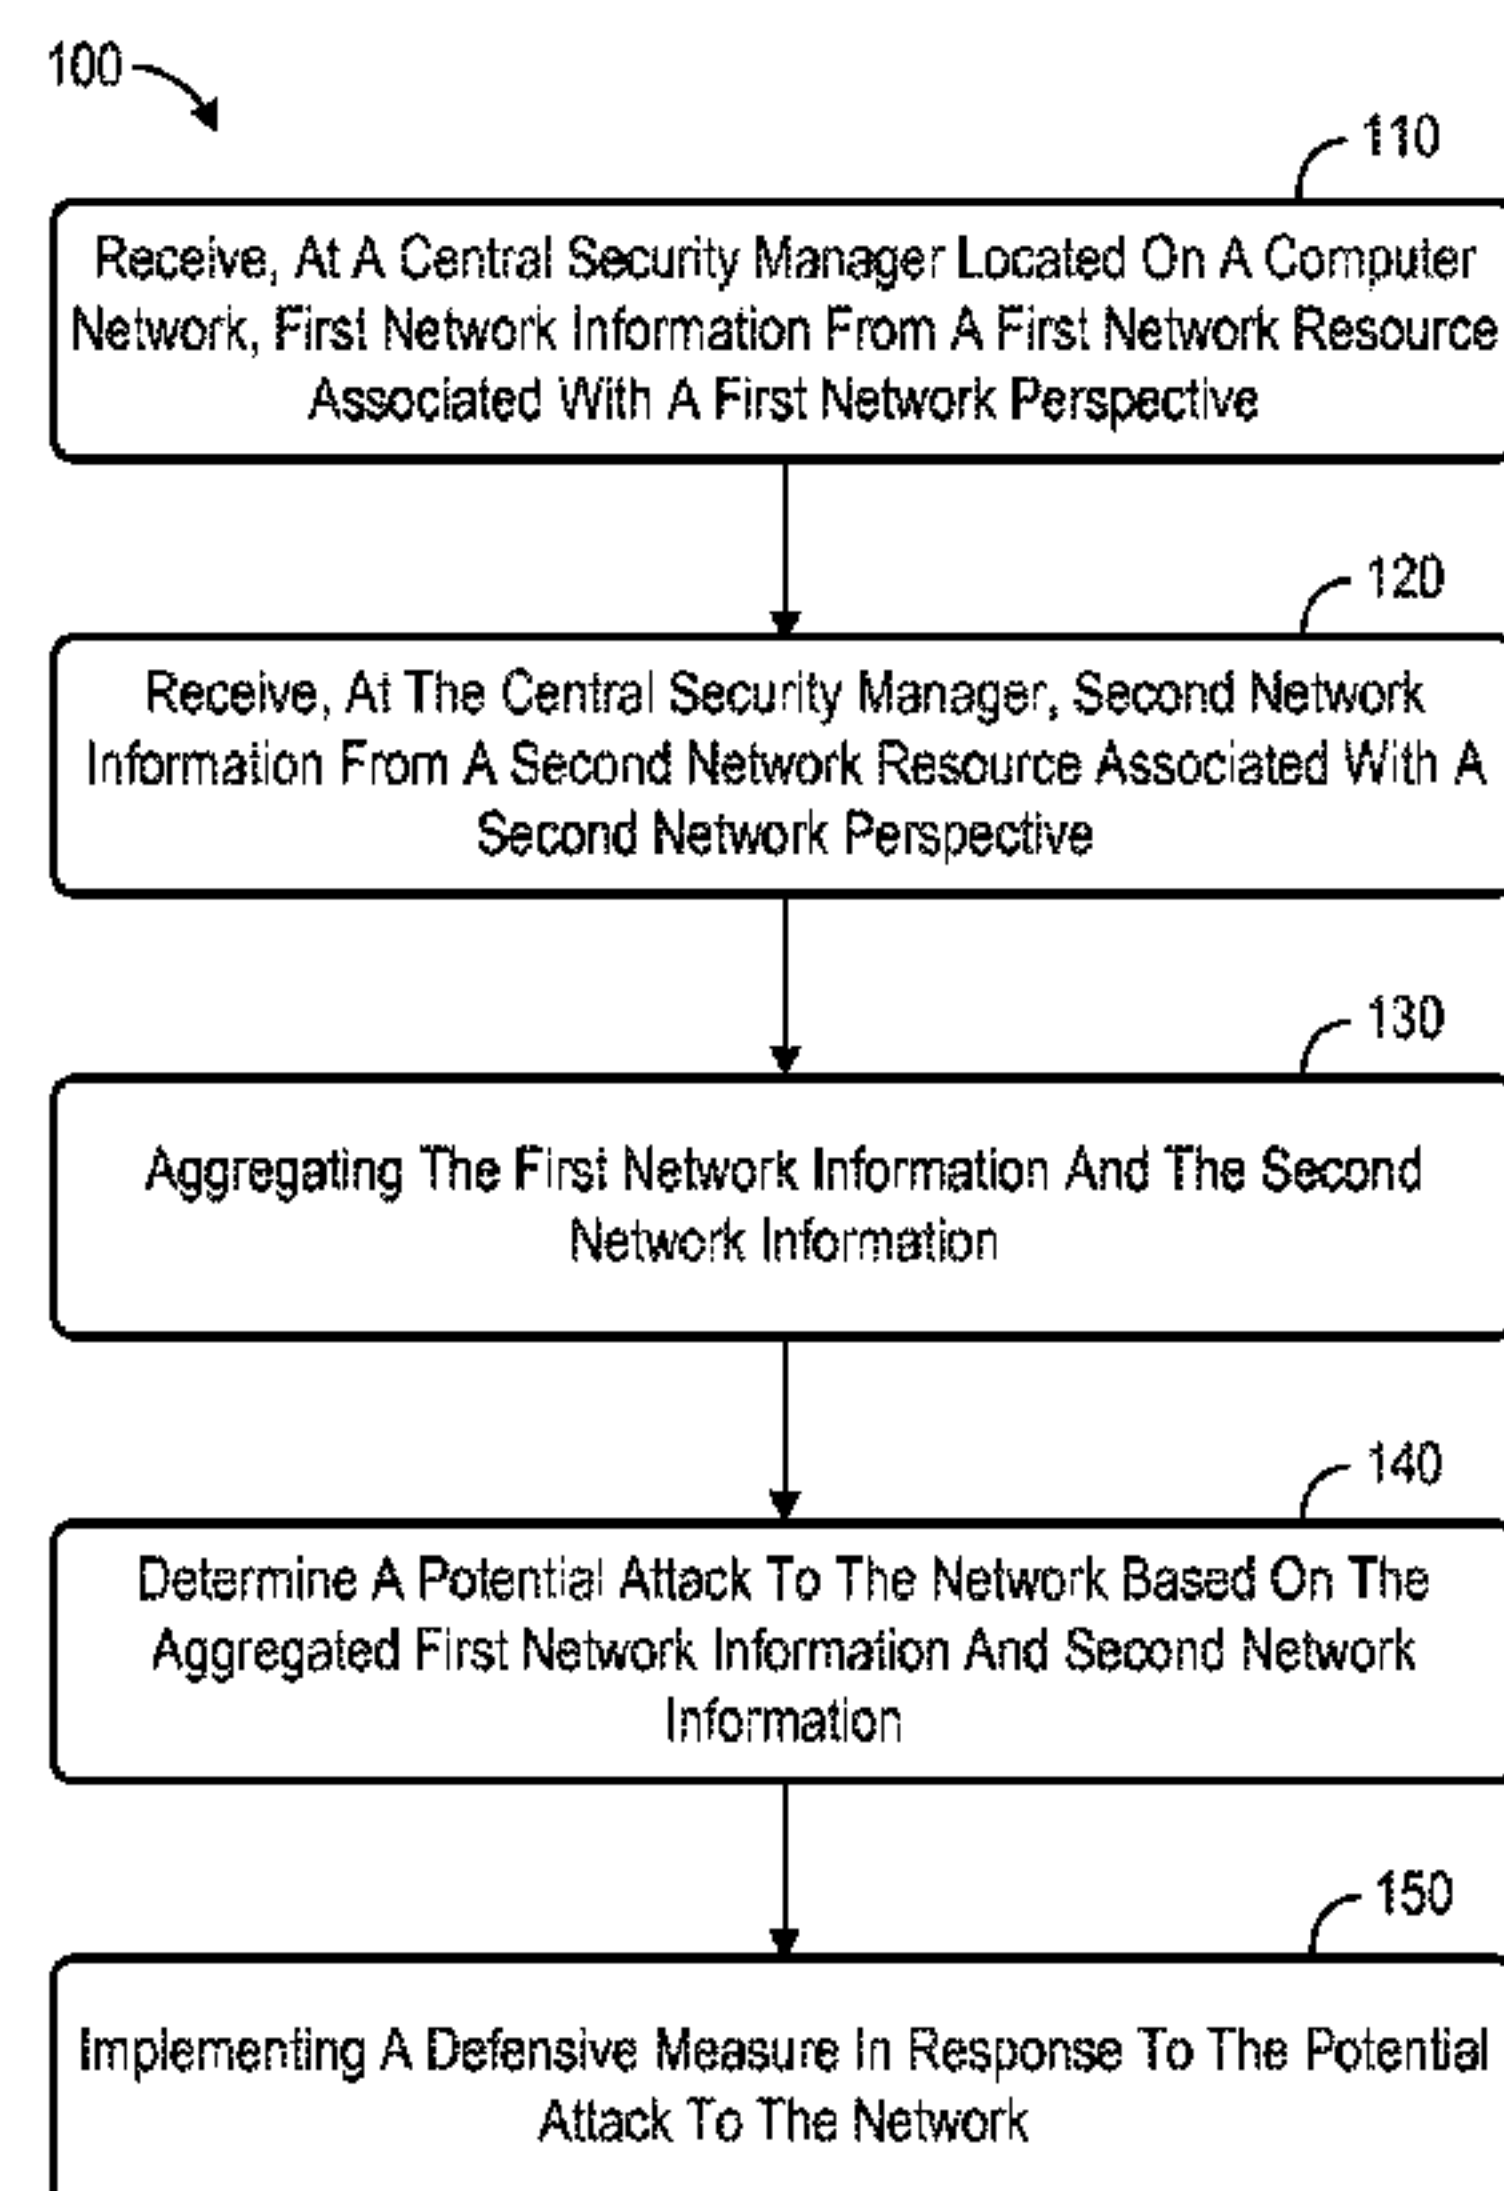 100
110
Receive, At A Central Security Manager Located On A Computer
Network, First Network Information From A First Network Resource
Associated With A First Network Perspective
120
Receive, At The Central Security Manager, Second Network
Information From A Second Network Resource Associated With A
Second Network Perspective
130
Aggregating The First Network Information And The Second
Network Information
140
Determine A Potential Attack To The Network Based On The
Aggregated First Network Information And Second Network
Information
150
Implementing A Defensive Measure In Response To The Potential
Attack To The Network